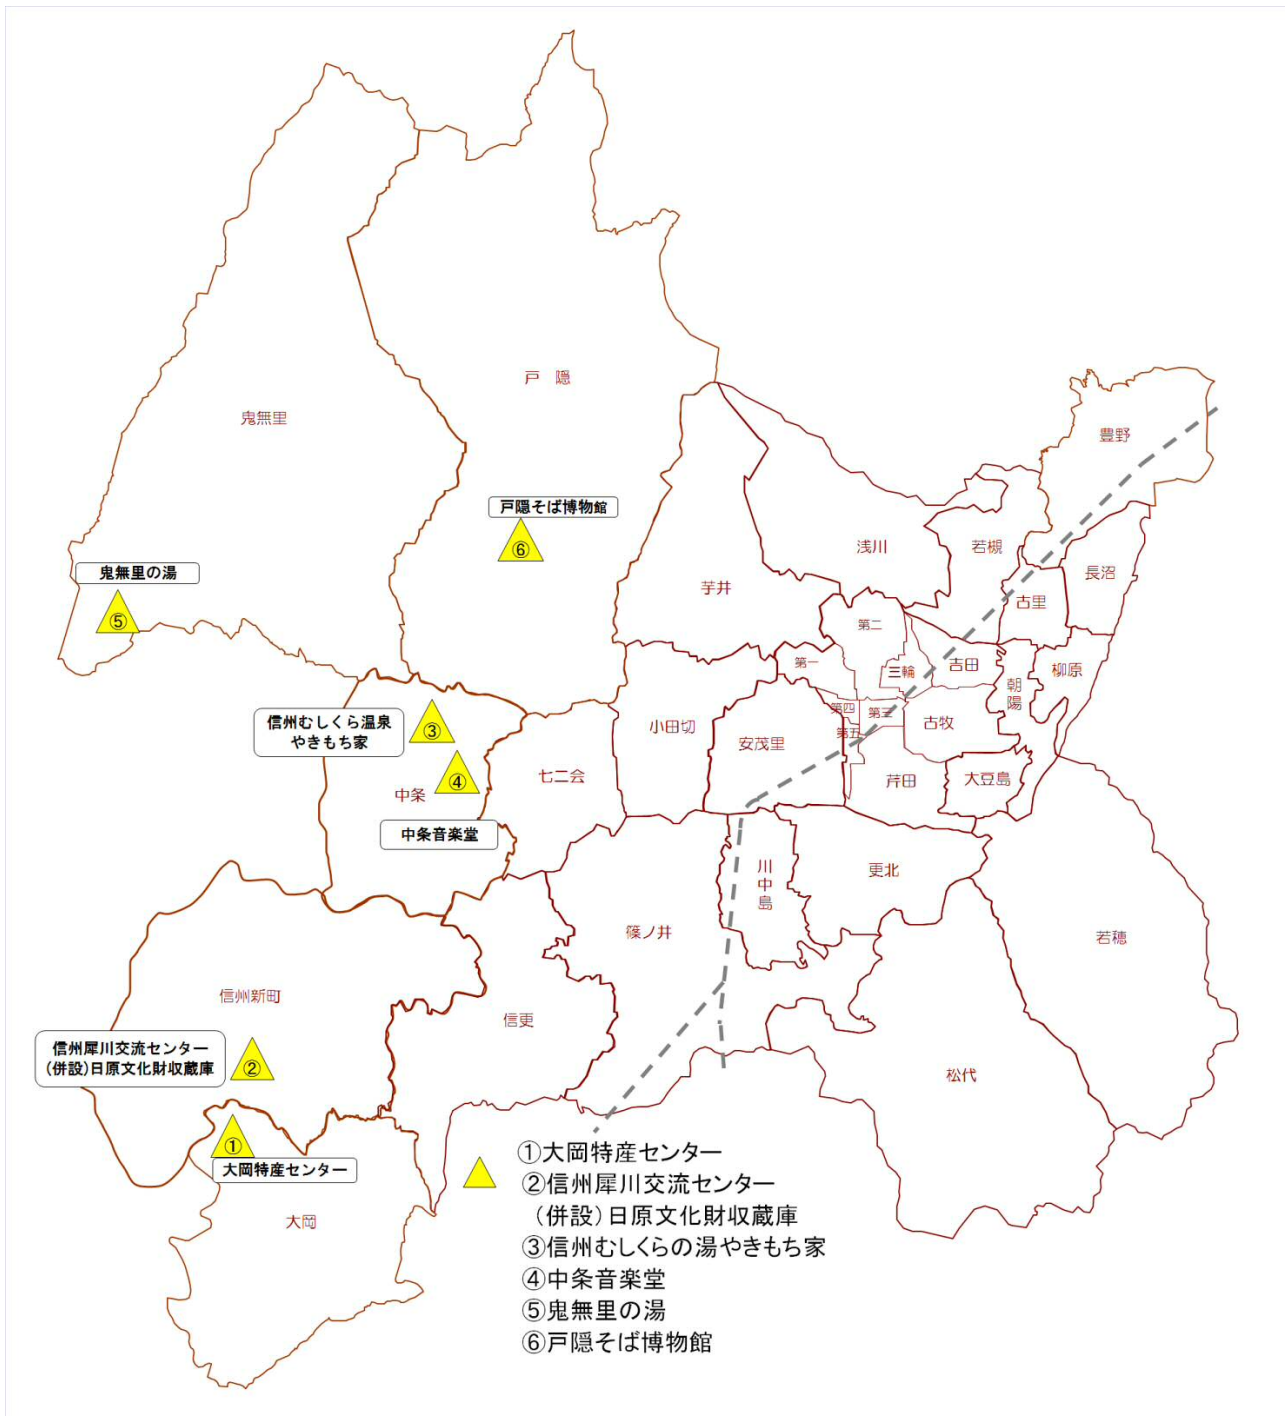 戸　隠
鬼無里
豊野
戸隠そば博物館
⑥
浅川
若槻
長沼
鬼無里の湯
⑤
芋井
古里
第二
第一
三輪
吉田
朝陽
柳原
信州むしくら温泉
やきもち家
③
第四
第三
第五
古牧
小田切
安茂里
七二会
④
中条
芹田
大豆島
中条音楽堂
川中島
更北
篠ノ井
若穂
信州新町
信更
信州犀川交流センター
(併設)日原文化財収蔵庫
②
松代
①
大岡特産センター
大岡
①大岡特産センター
②信州犀川交流センター
（併設）日原文化財収蔵庫
③信州むしくらの湯やきもち家
④中条音楽堂
⑤鬼無里の湯
⑥戸隠そば博物館